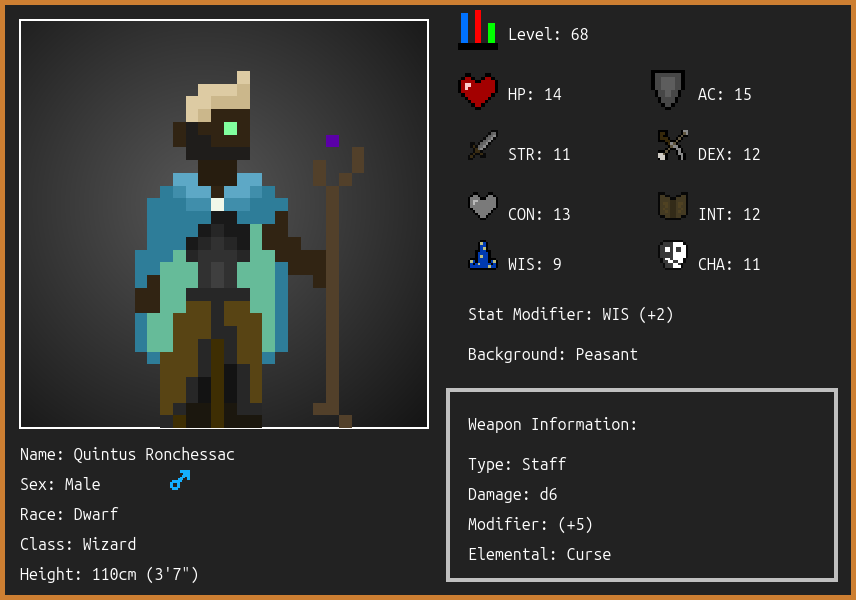 Level: 68
HP: 14
AC: 15
STR: 11
DEX: 12
CON: 13
INT: 12
WIS: 9
CHA: 11
Stat Modifier: WIS (+2)
Background: Peasant
Weapon Information:
Type: Staff
Damage: d6
Modifier: (+5)
Elemental: Curse
Name: Quintus Ronchessac
Sex: Male
Race: Dwarf
Class: Wizard
Height: 110cm (3'7")